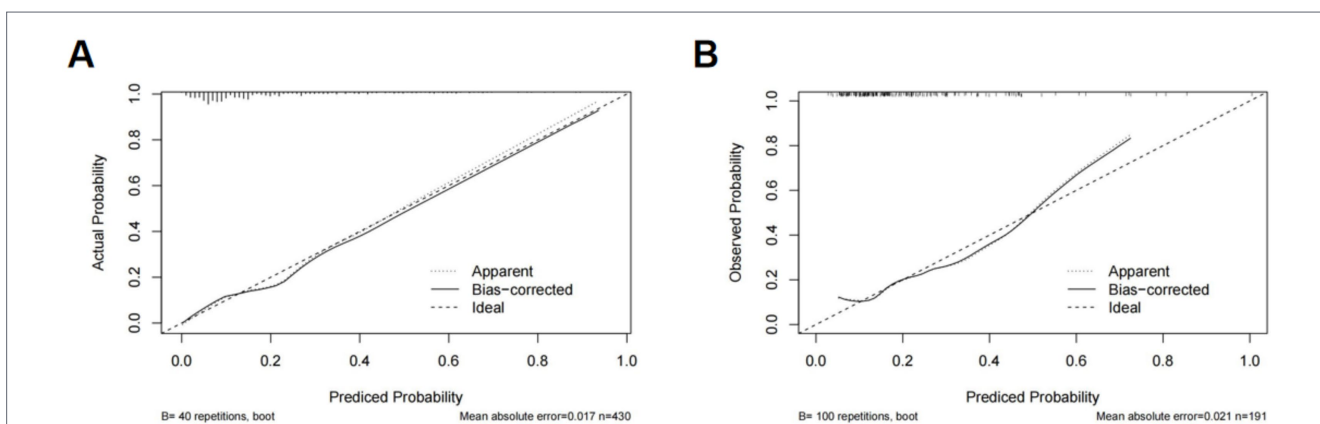 A
Actual Probability
1.0
0.8
0.6
0.4
0.2
0.0
Apparent
Bias-corrected
Ideal
0.0 0.2 0.4 0.6 0.8 1.0
Prediced Probability
B= 40 repetitions, boot Mean absolute error=0.017 n=430
B
Observed Probability
1.0
0.8
0.6
0.4
0.2
0.0
Apparent
Bias-corrected
Ideal
0.0 0.2 0.4 0.6 0.8 1.0
Prediced Probability
B= 100 repetitions, boot Mean absolute error=0.021 n=191